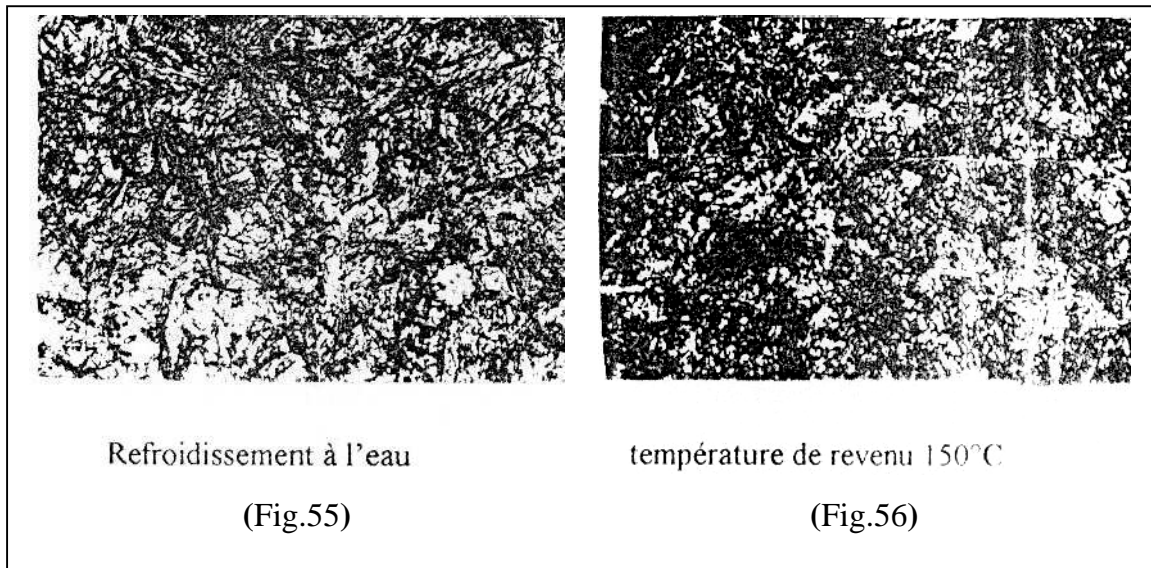 Refroidissement à l'eau
température de revenu 150°C
(Fig.55)
(Fig.56)